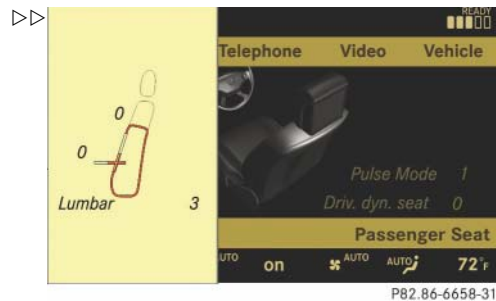 READY
Telephone Video Vehicle
0
0
Pulse Mode 1
Lumbar 3 Driv. dyn. seat 0
Passenger Seat
AUTO on AUTO AUTO 72°F
P82.86-6658-31